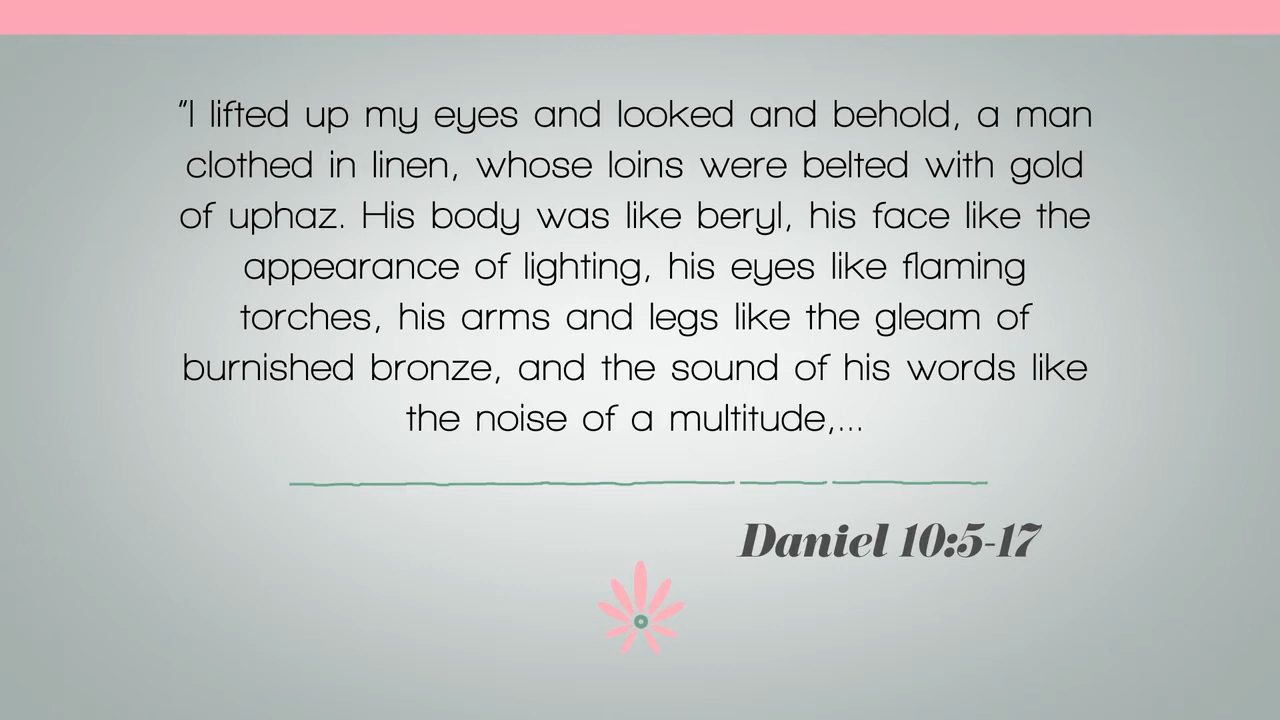 "I lifted up my eyes and looked and behold, a man
clothed in linen, whose loins were belted with gold
of uphaz. His body was like beryl, his face like the
appearance of lighting, his eyes like flaming
torches, his arms and legs like the gleam of
burnished bronze, and the sound of his words like
the noise of a multitude,...
Daniel 10:5-17